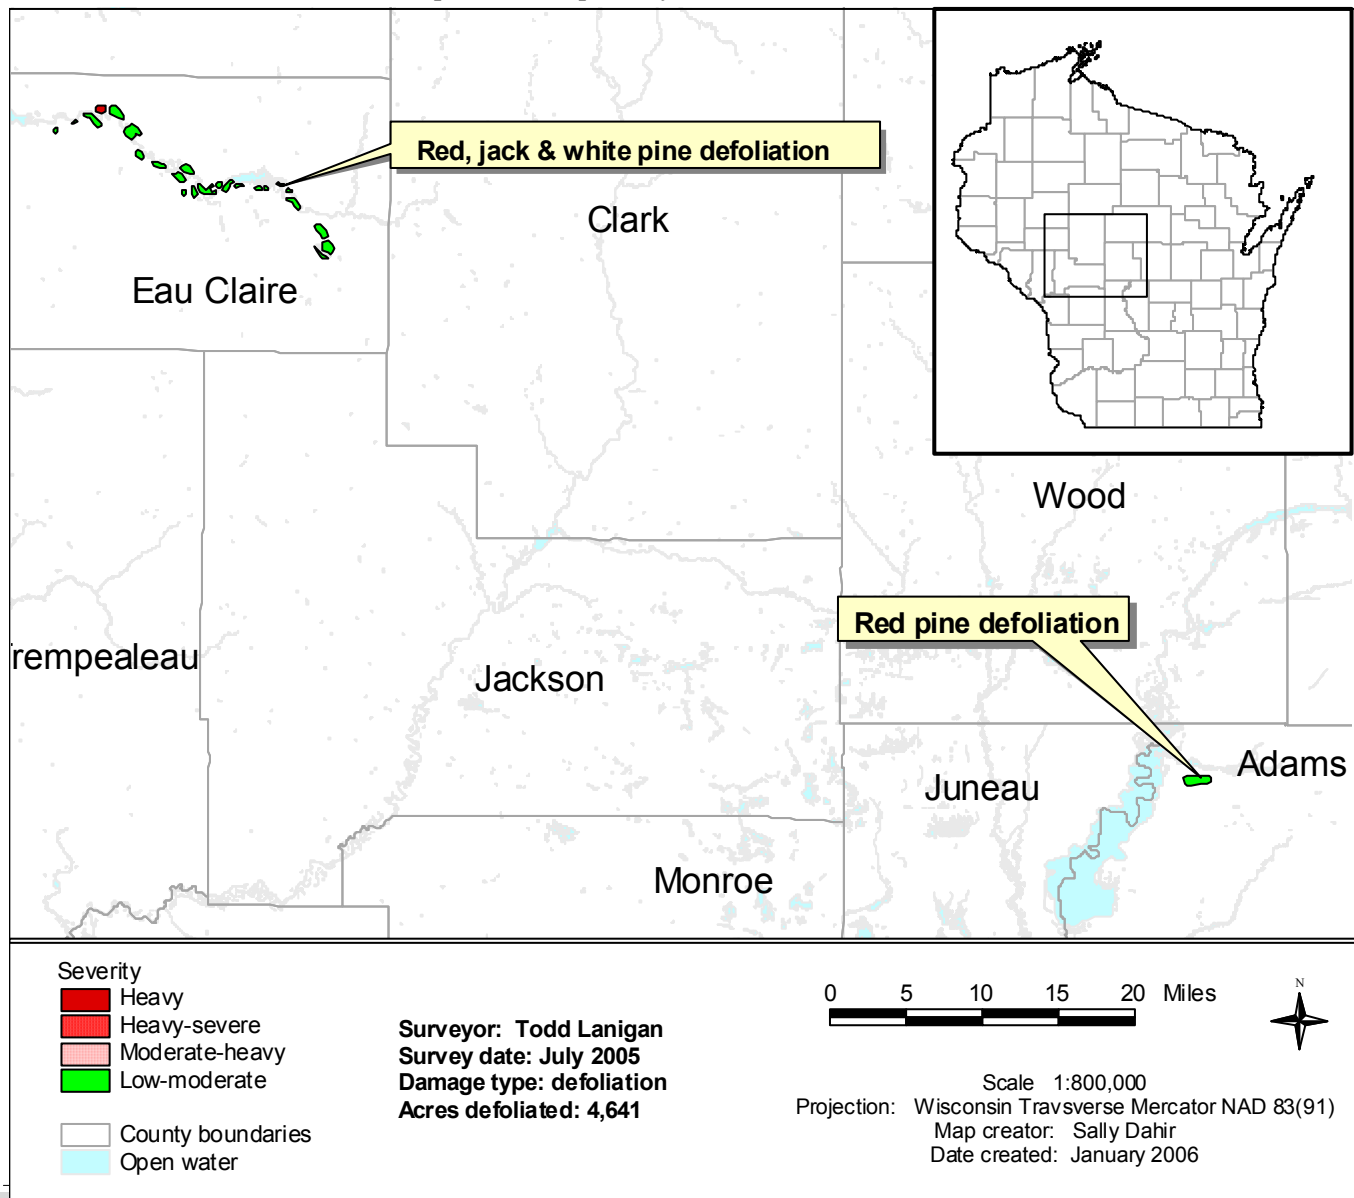 Red, jack & white pine defoliation
Clark
Eau Claire
Wood
Red pine defoliation
rempealeau
Jackson
Adams
Juneau
Monroe
Severity
Heavy
Heavy-severe
Moderate-heavy
Low-moderate
County boundaries
Open water
Surveyor: Todd Lanigan
Survey date: July 2005
Damage type: defoliation
Acres defoliated: 4,641
0 5 10 15 20 Miles
N
Scale 1:800,000
Projection: Wisconsin Travsverse Mercator NAD 83(91)
Map creator: Sally Dahir
Date created: January 2006